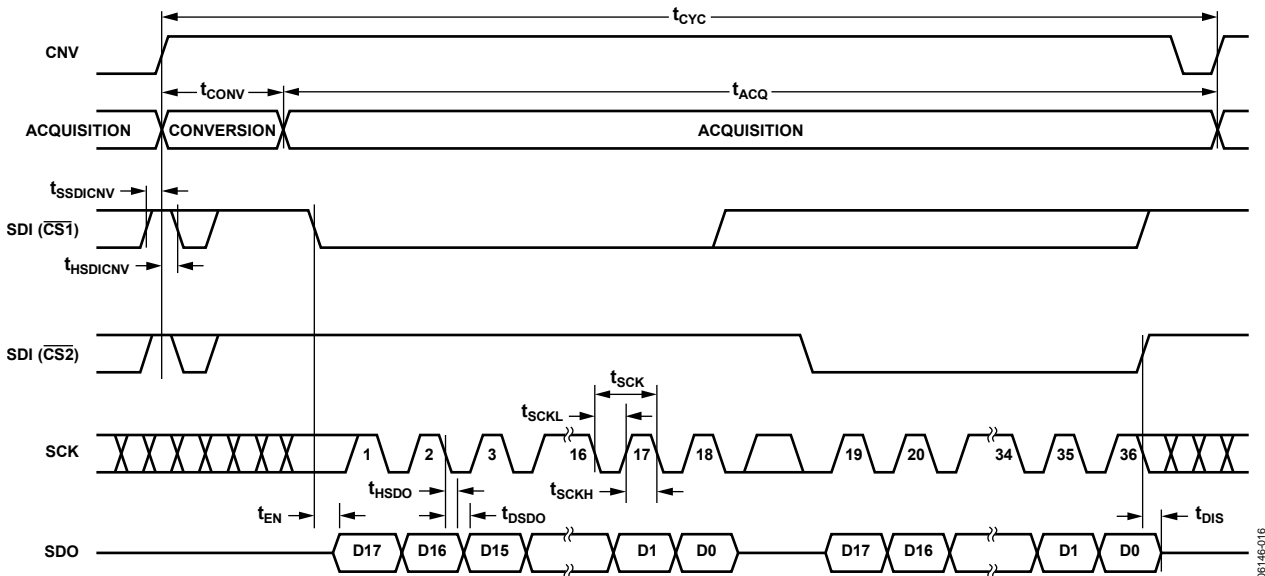 tCYC
CNV
tCONV
tACQ
ACQUISITION
CONVERSION
ACQUISITION
tSSDICNV
SDI (CS1)
tHSDICNV
SDI (CS2)
tSCK
tSCKL
SCK
1 2 3 16 17 18 19 20 34 35 36
tHSDO
tSCKH
tEN
tDSDO
tDIS
SDO
D17 D16 D15 D1 D0 D17 D16 D1 D0
06146-016